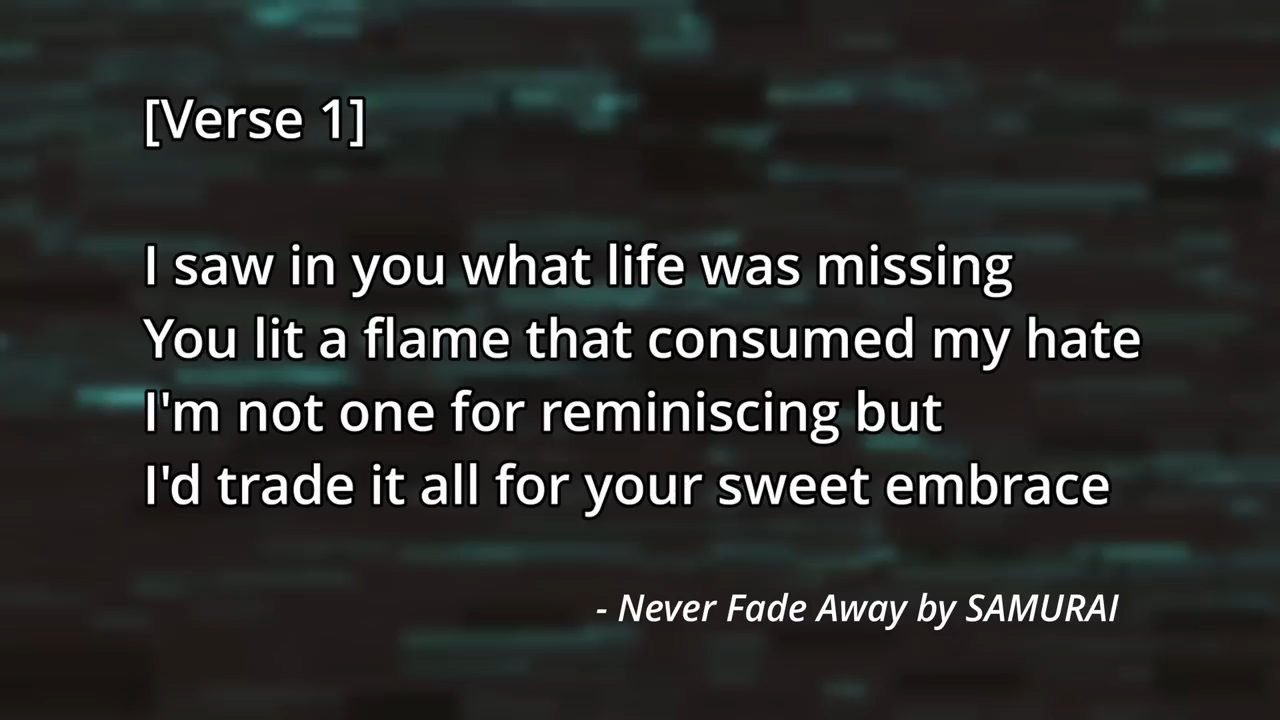 [Verse 1]
I saw in you what life was missing
You lit a flame that consumed my hate
I'm not one for reminiscing but
I'd trade it all for your sweet embrace
- Never Fade Away by SAMURAI